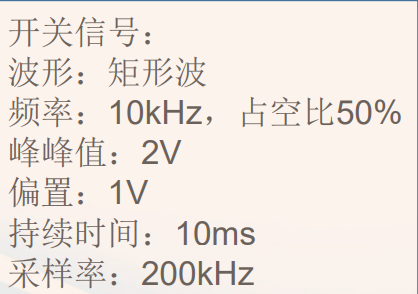 开关信号：
波形：矩形波
频率：10kHz，占空比50%
峰峰值：2V
偏置：1V
持续时间：10ms
采样率：200kHz